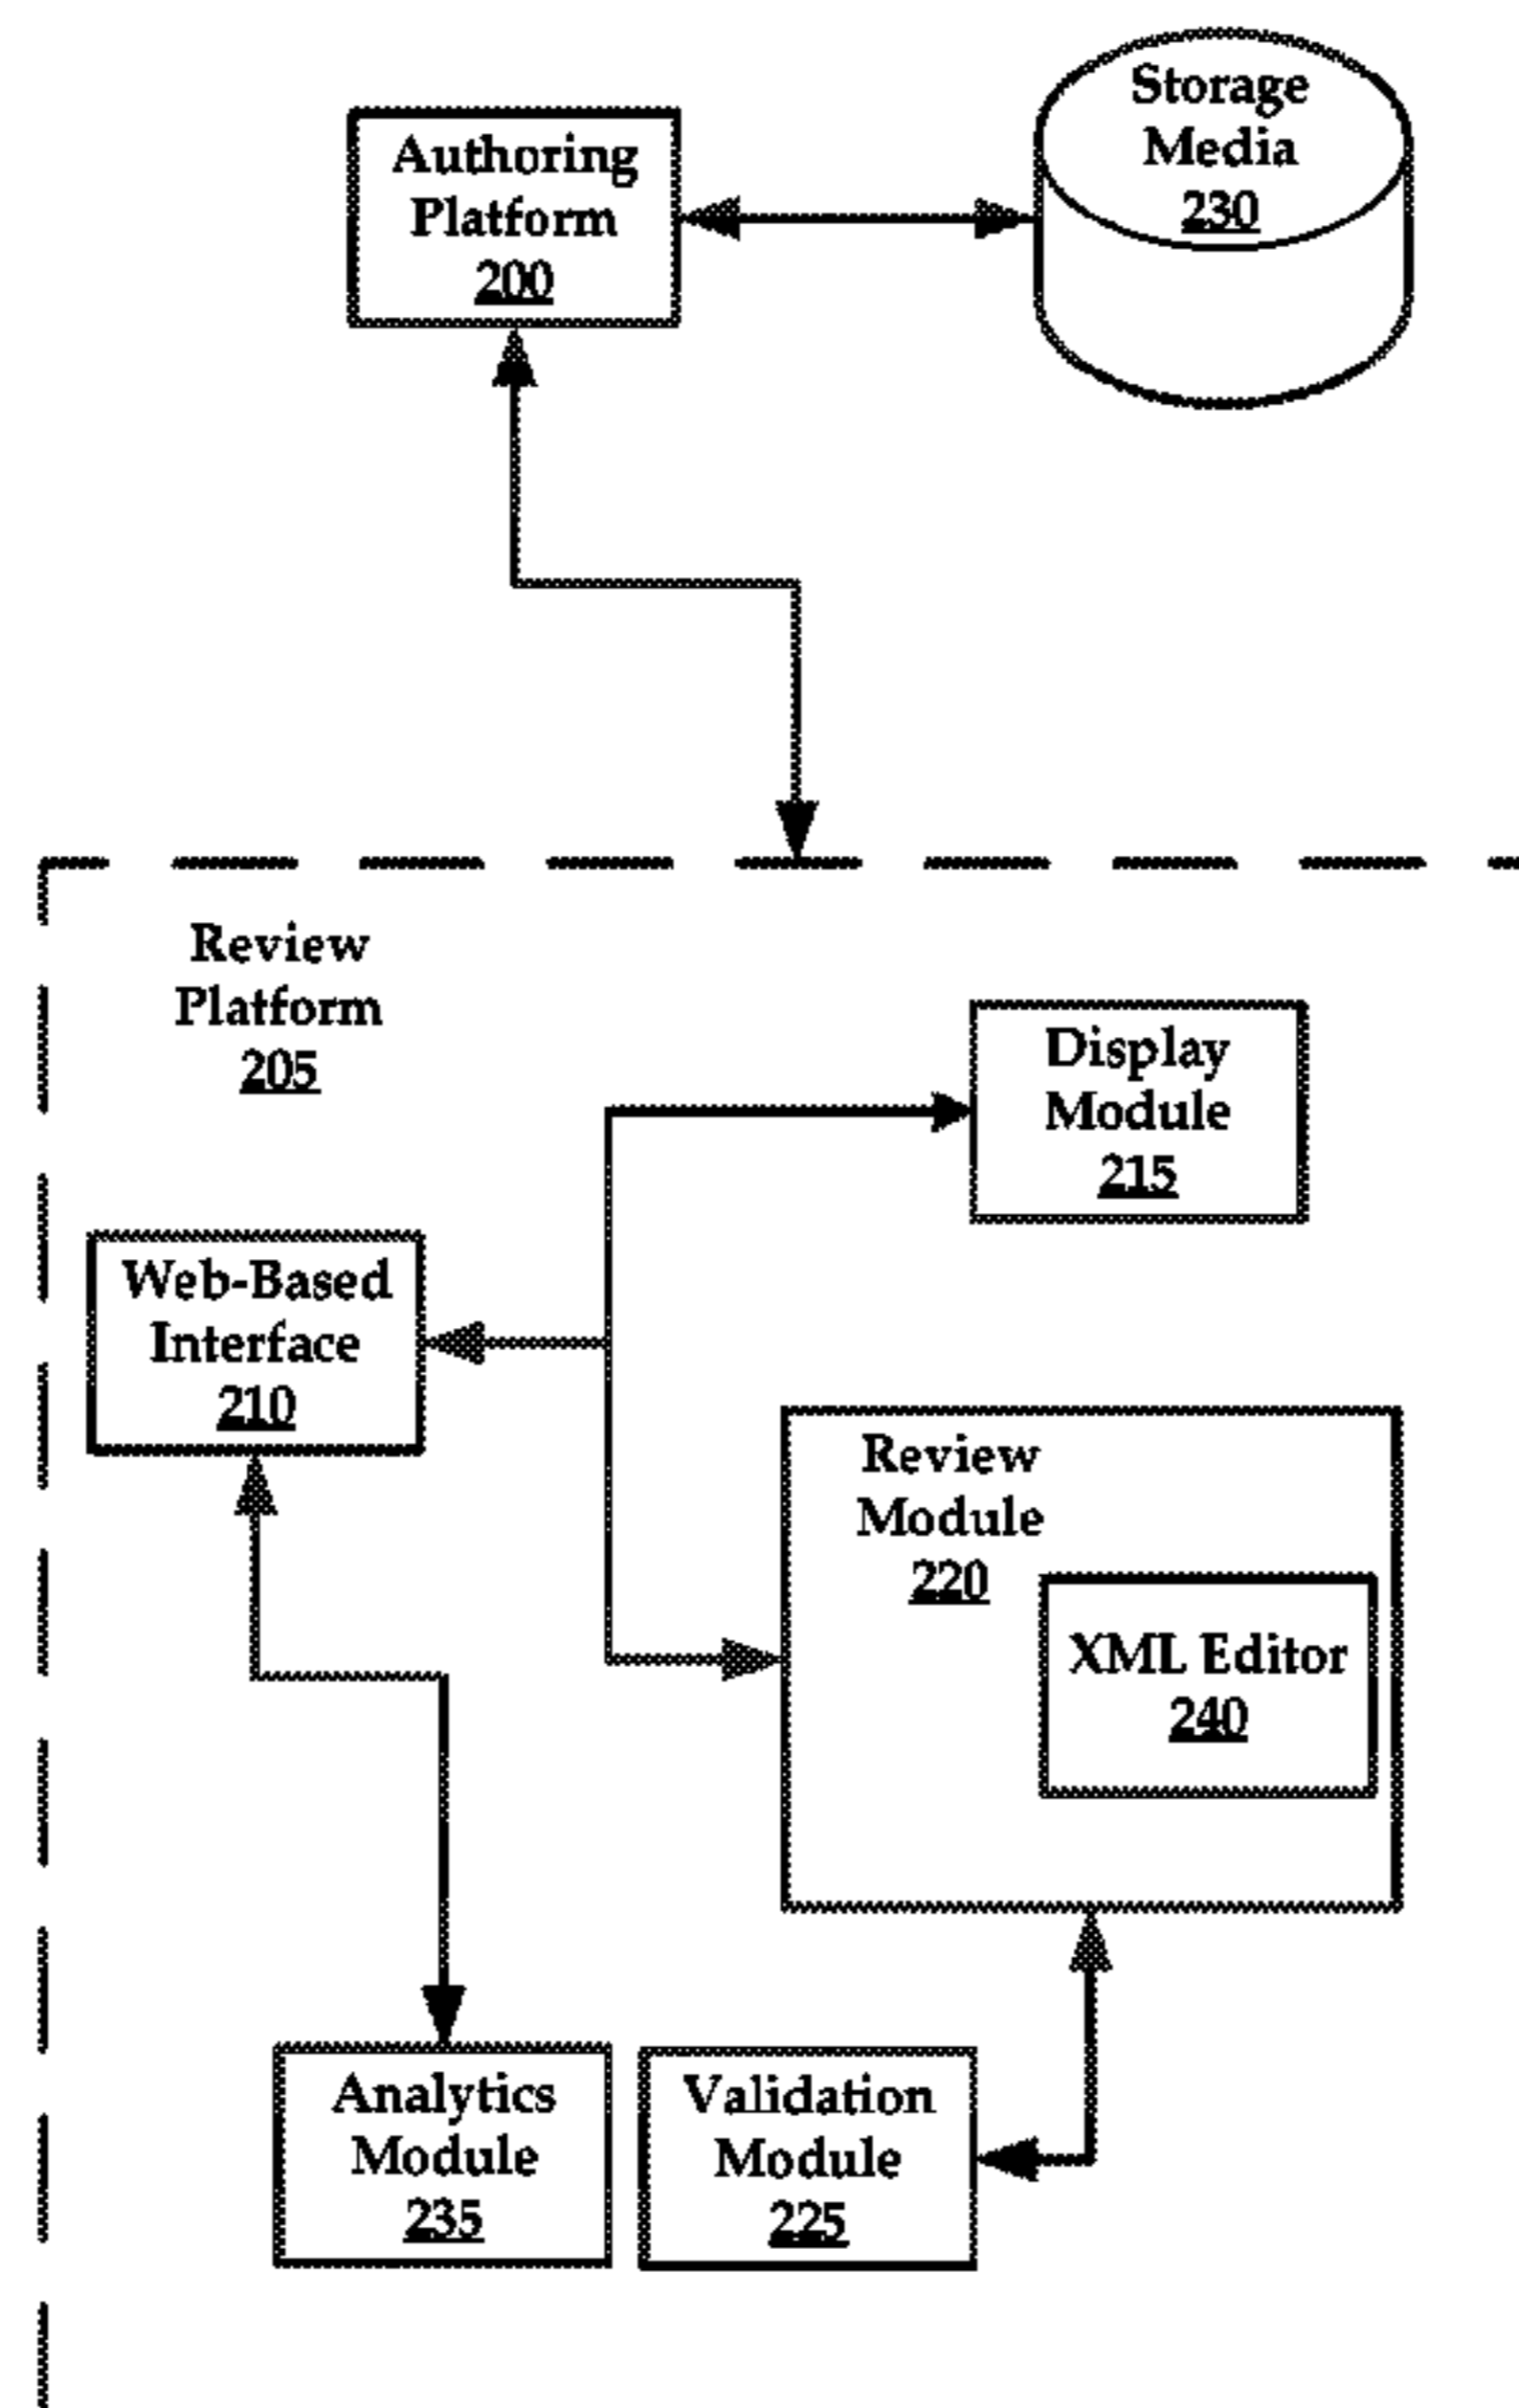 Authoring
Platform
200
Storage
Media
230
Review
Platform
205
Display
Module
215
Web-Based
Interface
210
Review
Module
220
XML Editor
240
Analytics
Module
235
Validation
Module
225